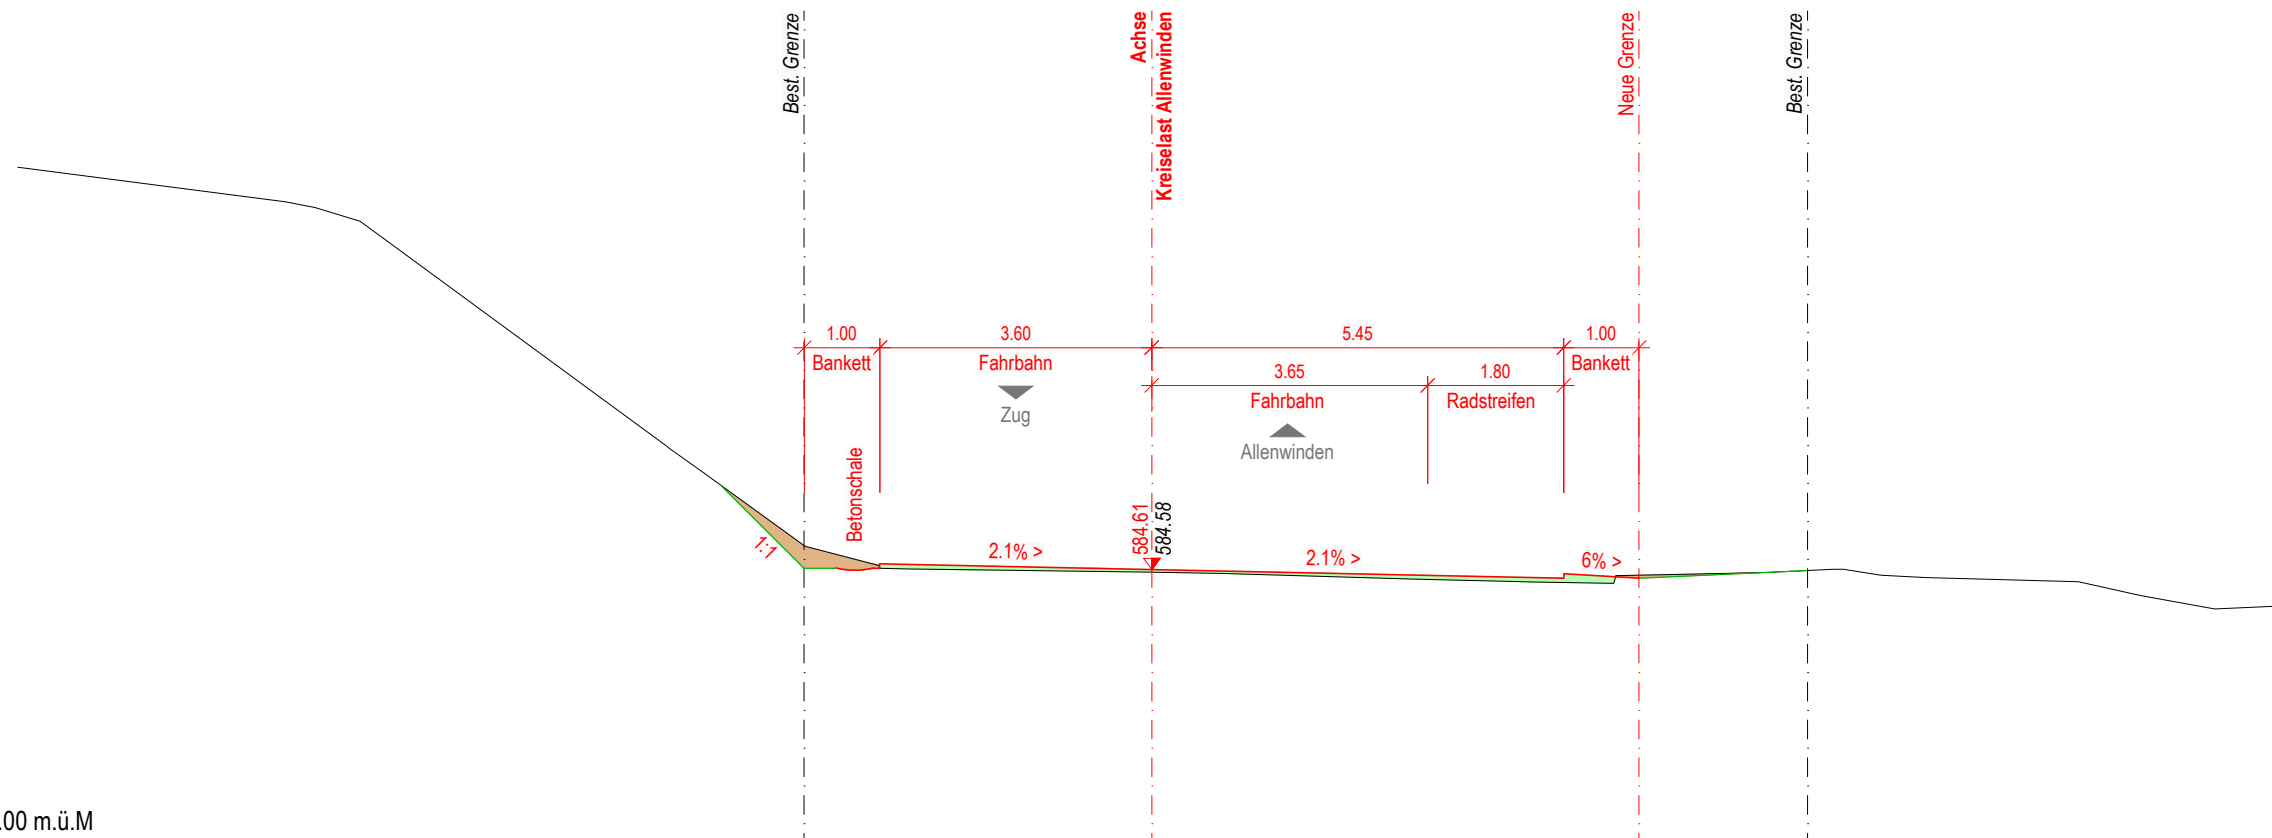 Best. Grenze
Achse
Kreiselast Allenwinden
Neue Grenze
Best. Grenze
1.00
3.60
5.45
1.00
Bankett
Fahrbahn
Bankett
3.65
1.80
Zug
Fahrbahn
Radstreifen
Allenwinden
Betonschale
584.61
584.58
1:1
2.1% >
2.1% >
6% >
.00 m.ü.M